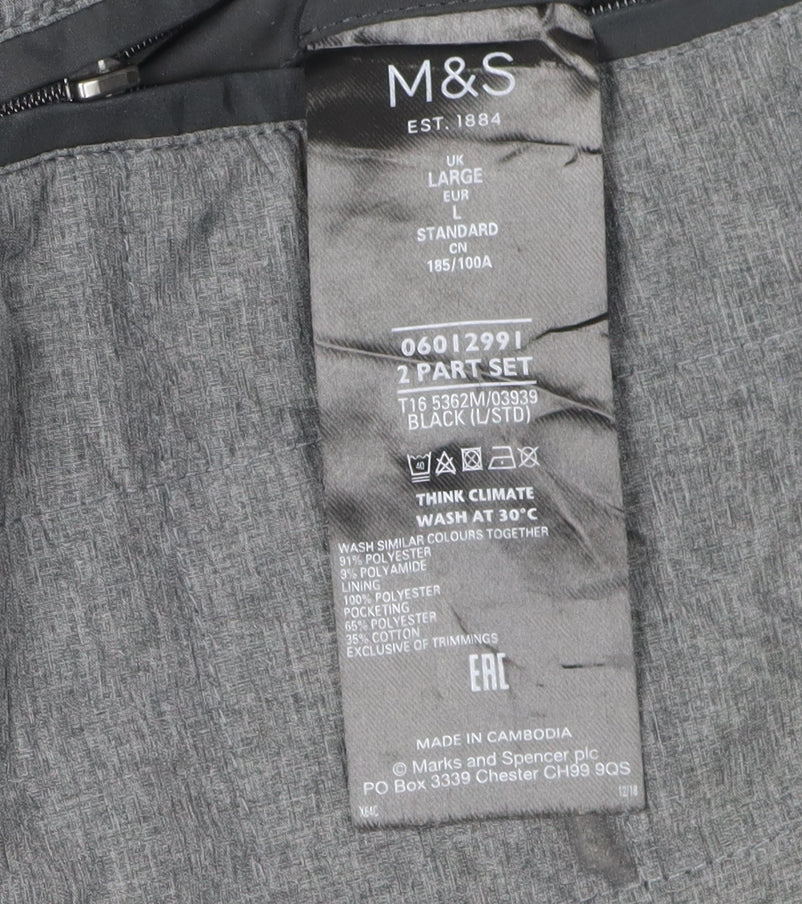 M&S
EST. 1884
UK
LARGE
EUR
L
STANDARD
CN
185/100A
06012991
2 PART SET
T16 5362M/03939
BLACK (L/STD)
40
THINK CLIMATE
WASH AT 30°C
WASH SIMILAR COLOURS TOGETHER
91% POLYESTER
9% POLYAMIDE
LINING
100% POLYESTER
POCKETING
65% POLYESTER
35% COTTON
EXCLUSIVE OF TRIMMINGS
EAC
MADE IN CAMBODIA
© Marks and Spencer plc
PO Box 3339 Chester CH99 9QS
X64C 12/18